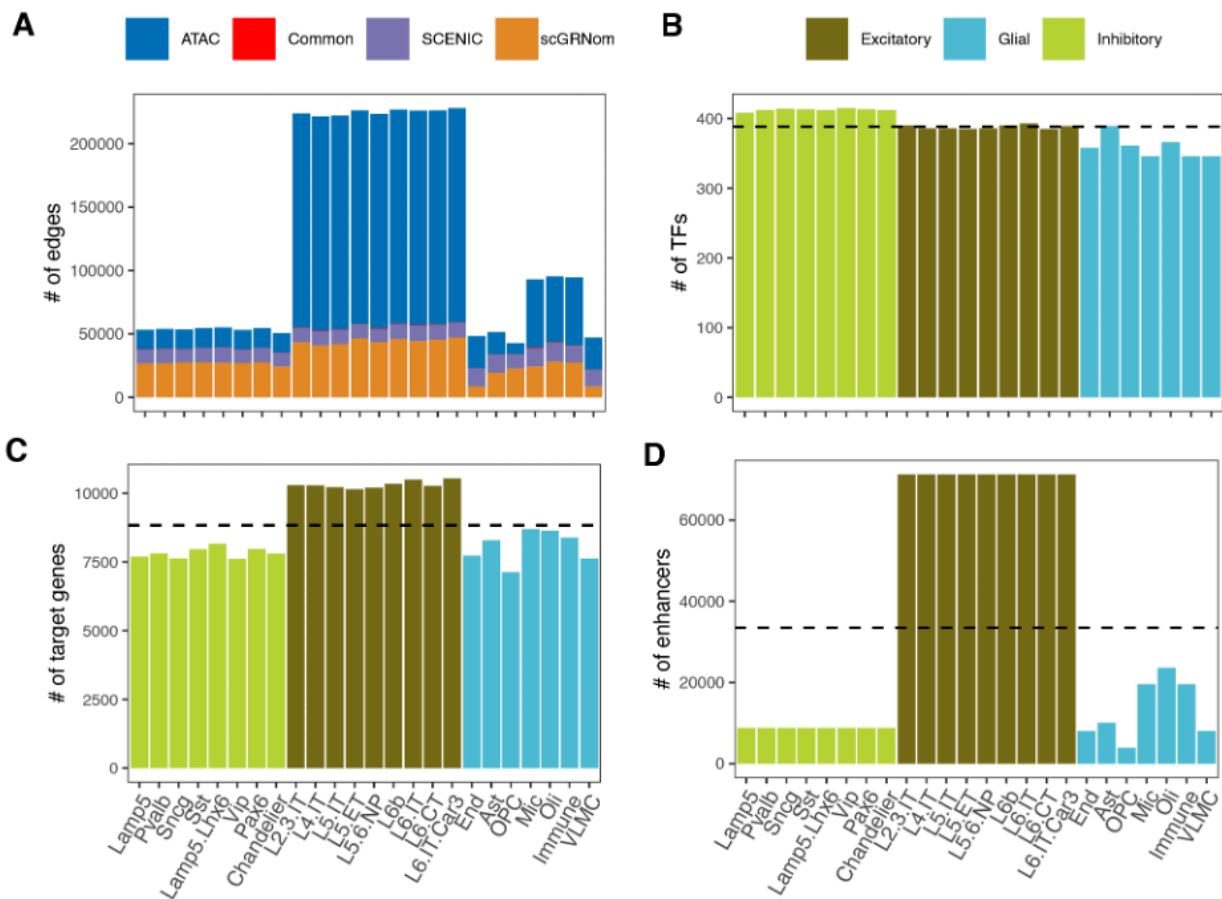 A
ATAC
Common
SCENIC
scGRNom
# of edges
200000
150000
100000
50000
0
B
Excitatory
Glial
Inhibitory
# of TFs
400
300
200
100
0
C
# of target genes
10000
7500
5000
2500
0
Lamp5
Pvalb
Sncg
Sst
Lamp5.Lhx6
Vip
Pax6
Chandelier
L2.3.IT
L4.IT
L5.IT
L5.ET
L5.6.NP
L6b
L6.IT
L6.CT
L6.IT.Car3
End
Ast
OPC
Mic
Oli
Immune
VLMC
D
# of enhancers
60000
40000
20000
0
Lamp5
Pvalb
Sncg
Sst
Lamp5.Lhx6
Vip
Pax6
Chandelier
L2.3.IT
L4.IT
L5.IT
L5.ET
L5.6.NP
L6b
L6.IT
L6.CT
L6.IT.Car3
End
Ast
OPC
Mic
Oli
Immune
VLMC